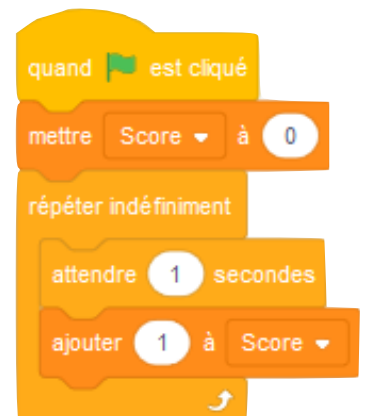 quand est cliqué
mettre Score à 0
répéter indéfiniment
attendre 1 secondes
ajouter 1 à Score